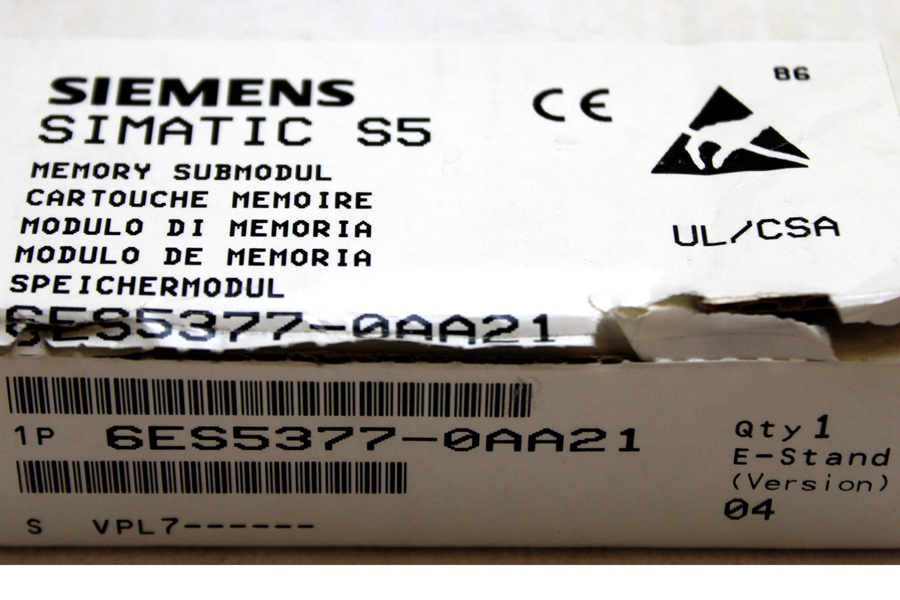 86
SIEMENS
CE
SIMATIC S5
MEMORY SUBMODUL
CARTOUCHE MEMOIRE
MODULO DI MEMORIA
UL/CSA
MODULO DE MEMORIA
SPEICHERMODUL
6ES5377-0AA21
1P 6ES5377-0AA21
Qty 1
E-Stand
(Version)
04
S VPL7------